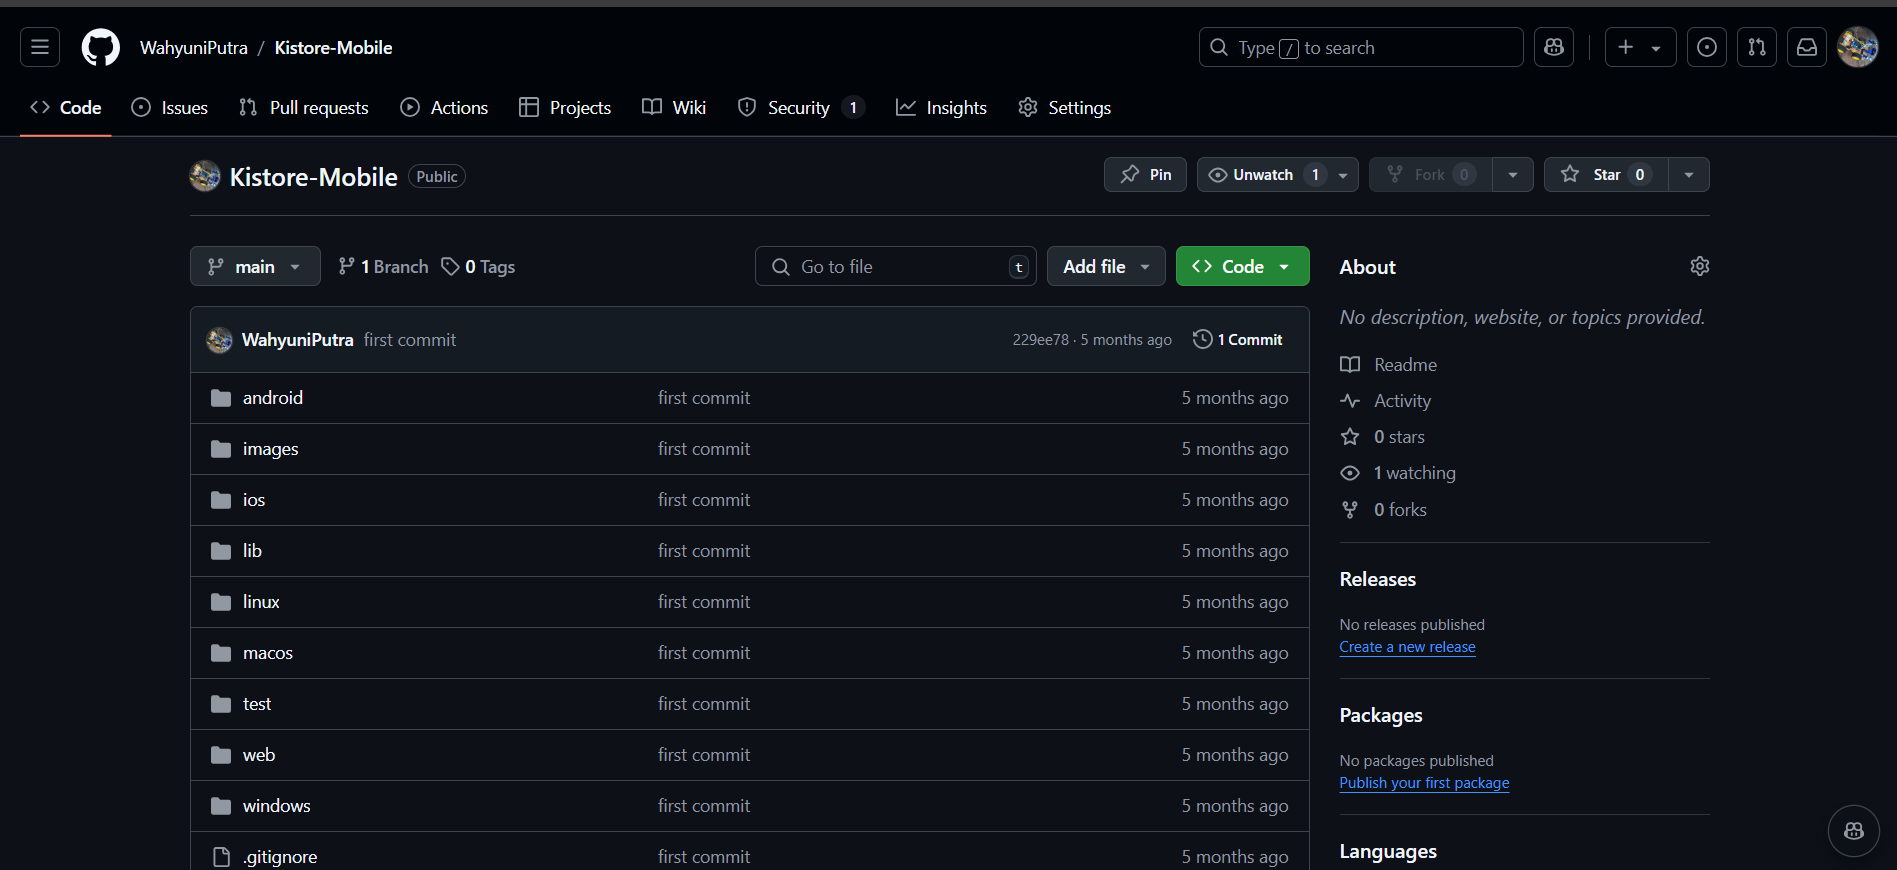 WahyuniPutra / Kistore-Mobile
Type / to search
Code Issues Pull requests Actions Projects Wiki Security 1 Insights Settings
Kistore-Mobile Public
Pin Unwatch 1 Fork 0 Star 0
main 1 Branch 0 Tags Go to file t Add file Code
WahyuniPutra first commit 229ee78 · 5 months ago 1 Commit
android first commit 5 months ago
images first commit 5 months ago
ios first commit 5 months ago
lib first commit 5 months ago
linux first commit 5 months ago
macos first commit 5 months ago
test first commit 5 months ago
web first commit 5 months ago
windows first commit 5 months ago
.gitignore first commit 5 months ago
About
No description, website, or topics provided.
Readme
Activity
0 stars
1 watching
0 forks
Releases
No releases published
Create a new release
Packages
No packages published
Publish your first package
Languages